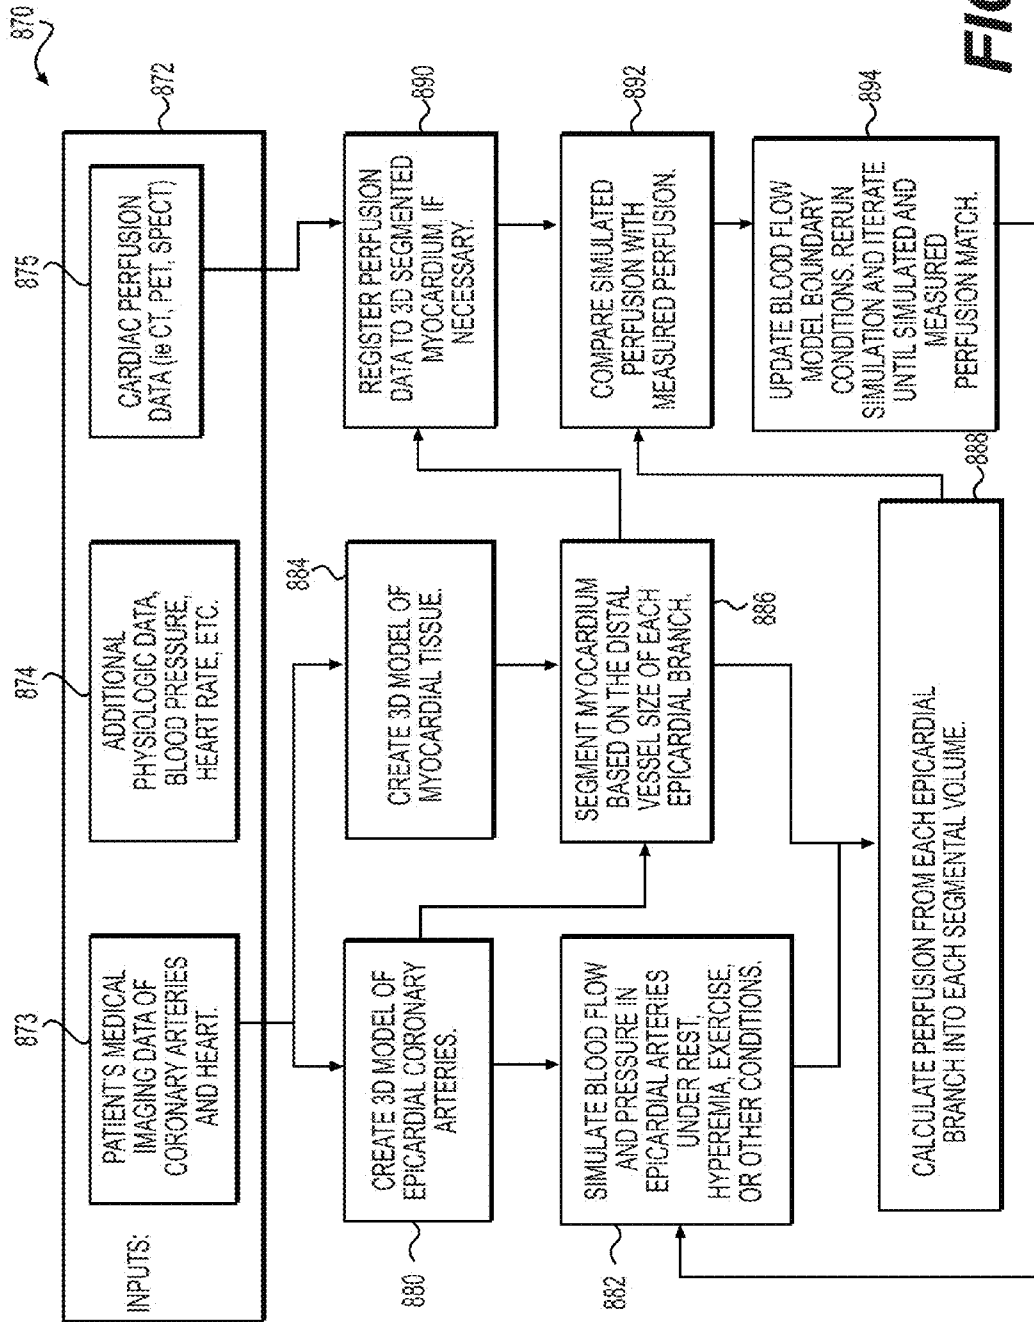 870
872
INPUTS:
873
PATIENT'S MEDICAL
IMAGING DATA OF
CORONARY ARTERIES
AND HEART.
874
ADDITIONAL
PHYSIOLOGIC DATA,
BLOOD PRESSURE,
HEART RATE, ETC.
875
CARDIAC PERFUSION
DATA (ie CT, PET, SPECT)
880
CREATE 3D MODEL OF
EPICARDIAL CORONARY
ARTERIES.
884
CREATE 3D MODEL OF
MYOCARDIAL TISSUE.
890
REGISTER PERFUSION
DATA TO 3D SEGMENTED
MYOCARDIUM, IF
NECESSARY.
882
SIMULATE BLOOD FLOW
AND PRESSURE IN
EPICARDIAL ARTERIES
UNDER REST,
HYPEREMIA, EXERCISE,
OR OTHER CONDITIONS.
886
SEGMENT MYOCARDIUM
BASED ON THE DISTAL
VESSEL SIZE OF EACH
EPICARDIAL BRANCH.
892
COMPARE SIMULATED
PERFUSION WITH
MEASURED PERFUSION.
894
UPDATE BLOOD FLOW
MODEL BOUNDARY
CONDITIONS. RERUN
SIMULATION AND ITERATE
UNTIL SIMULATED AND
MEASURED
PERFUSION MATCH.
888
CALCULATE PERFUSION FROM EACH EPICARDIAL
BRANCH INTO EACH SEGMENTAL VOLUME.